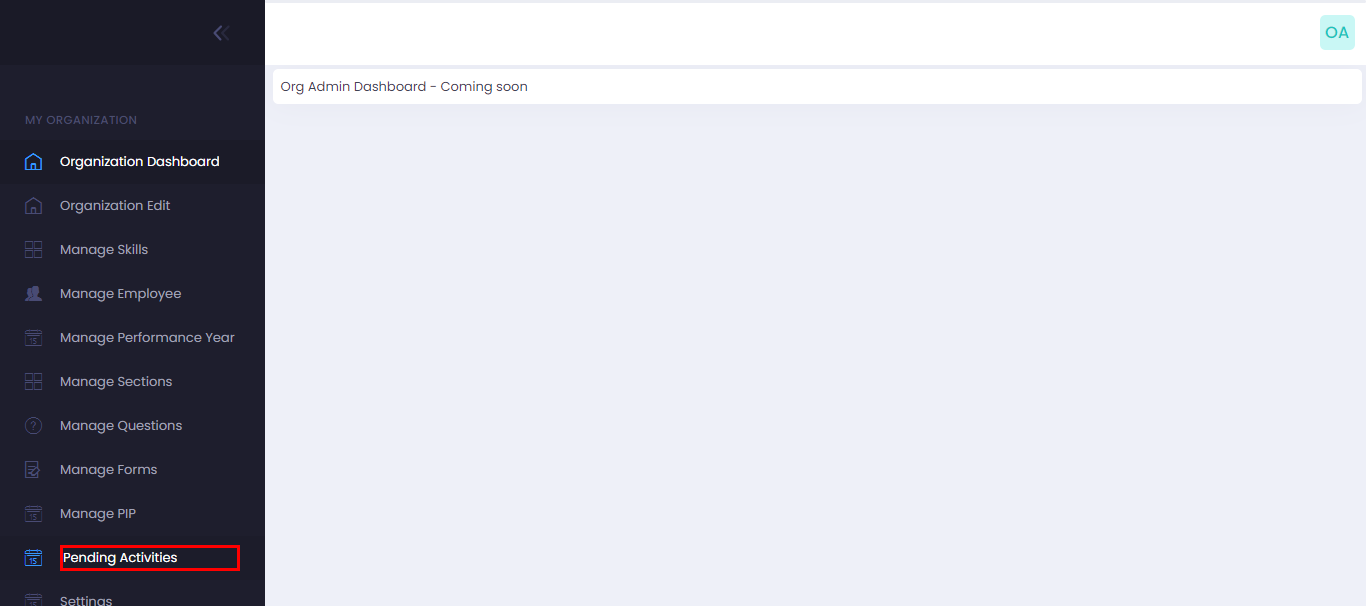 OA
Org Admin Dashboard - Coming soon
MY ORGANIZATION
Organization Dashboard
Organization Edit
Manage Skills
Manage Employee
15 Manage Performance Year
Manage Sections
? Manage Questions
Manage Forms
15 Manage PIP
15 Pending Activities
15 Settings